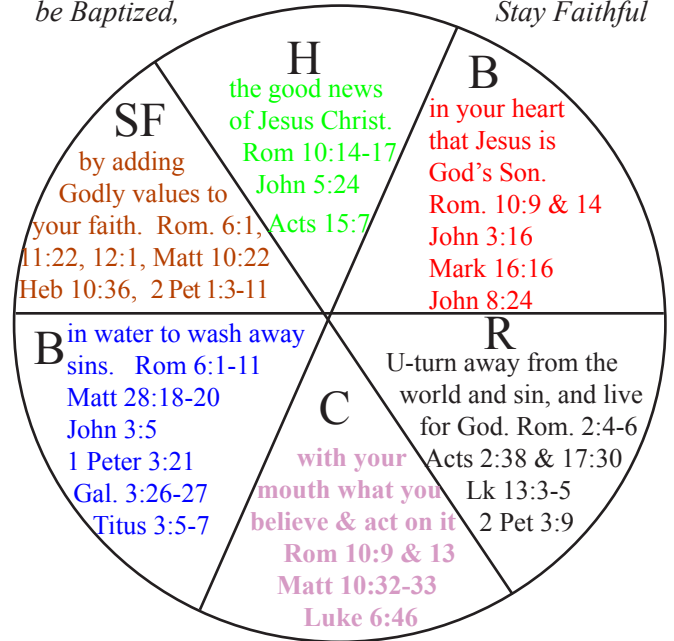 be Baptized,
Stay Faithful
H
the good news
of Jesus Christ.
Rom 10:14-17
John 5:24
Acts 15:7
B
in your heart
that Jesus is
God’s Son.
Rom. 10:9 & 14
John 3:16
Mark 16:16
John 8:24
R
U-turn away from the
world and sin, and live
for God. Rom. 2:4-6
Acts 2:38 & 17:30
Lk 13:3-5
2 Pet 3:9
C
with your
mouth what you
believe & act on it
Rom 10:9 & 13
Matt 10:32-33
Luke 6:46
B
in water to wash away
sins. Rom 6:1-11
Matt 28:18-20
John 3:5
1 Peter 3:21
Gal. 3:26-27
Titus 3:5-7
SF
by adding
Godly values to
your faith. Rom. 6:1,
11:22, 12:1, Matt 10:22
Heb 10:36, 2 Pet 1:3-11